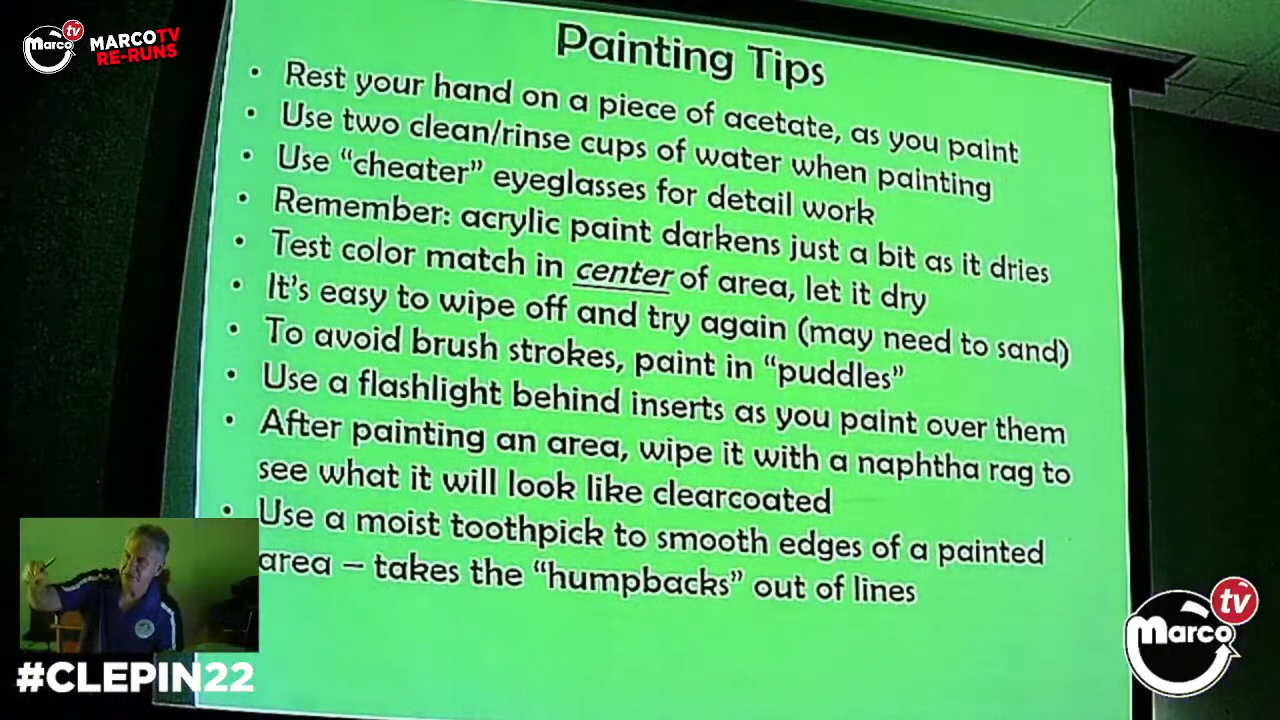 marco tv
MARCOTV
RE-RUNS
Painting Tips
• Rest your hand on a piece of acetate, as you paint
• Use two clean/rinse cups of water when painting
• Use “cheater” eyeglasses for detail work
• Remember: acrylic paint darkens just a bit as it dries
• Test color match in center of area, let it dry
• It’s easy to wipe off and try again (may need to sand)
• To avoid brush strokes, paint in “puddles”
• Use a flashlight behind inserts as you paint over them
• After painting an area, wipe it with a naphtha rag to
see what it will look like clearcoated
• Use a moist toothpick to smooth edges of a painted
area – takes the “humpbacks” out of lines
#CLEPIN22
marco tv